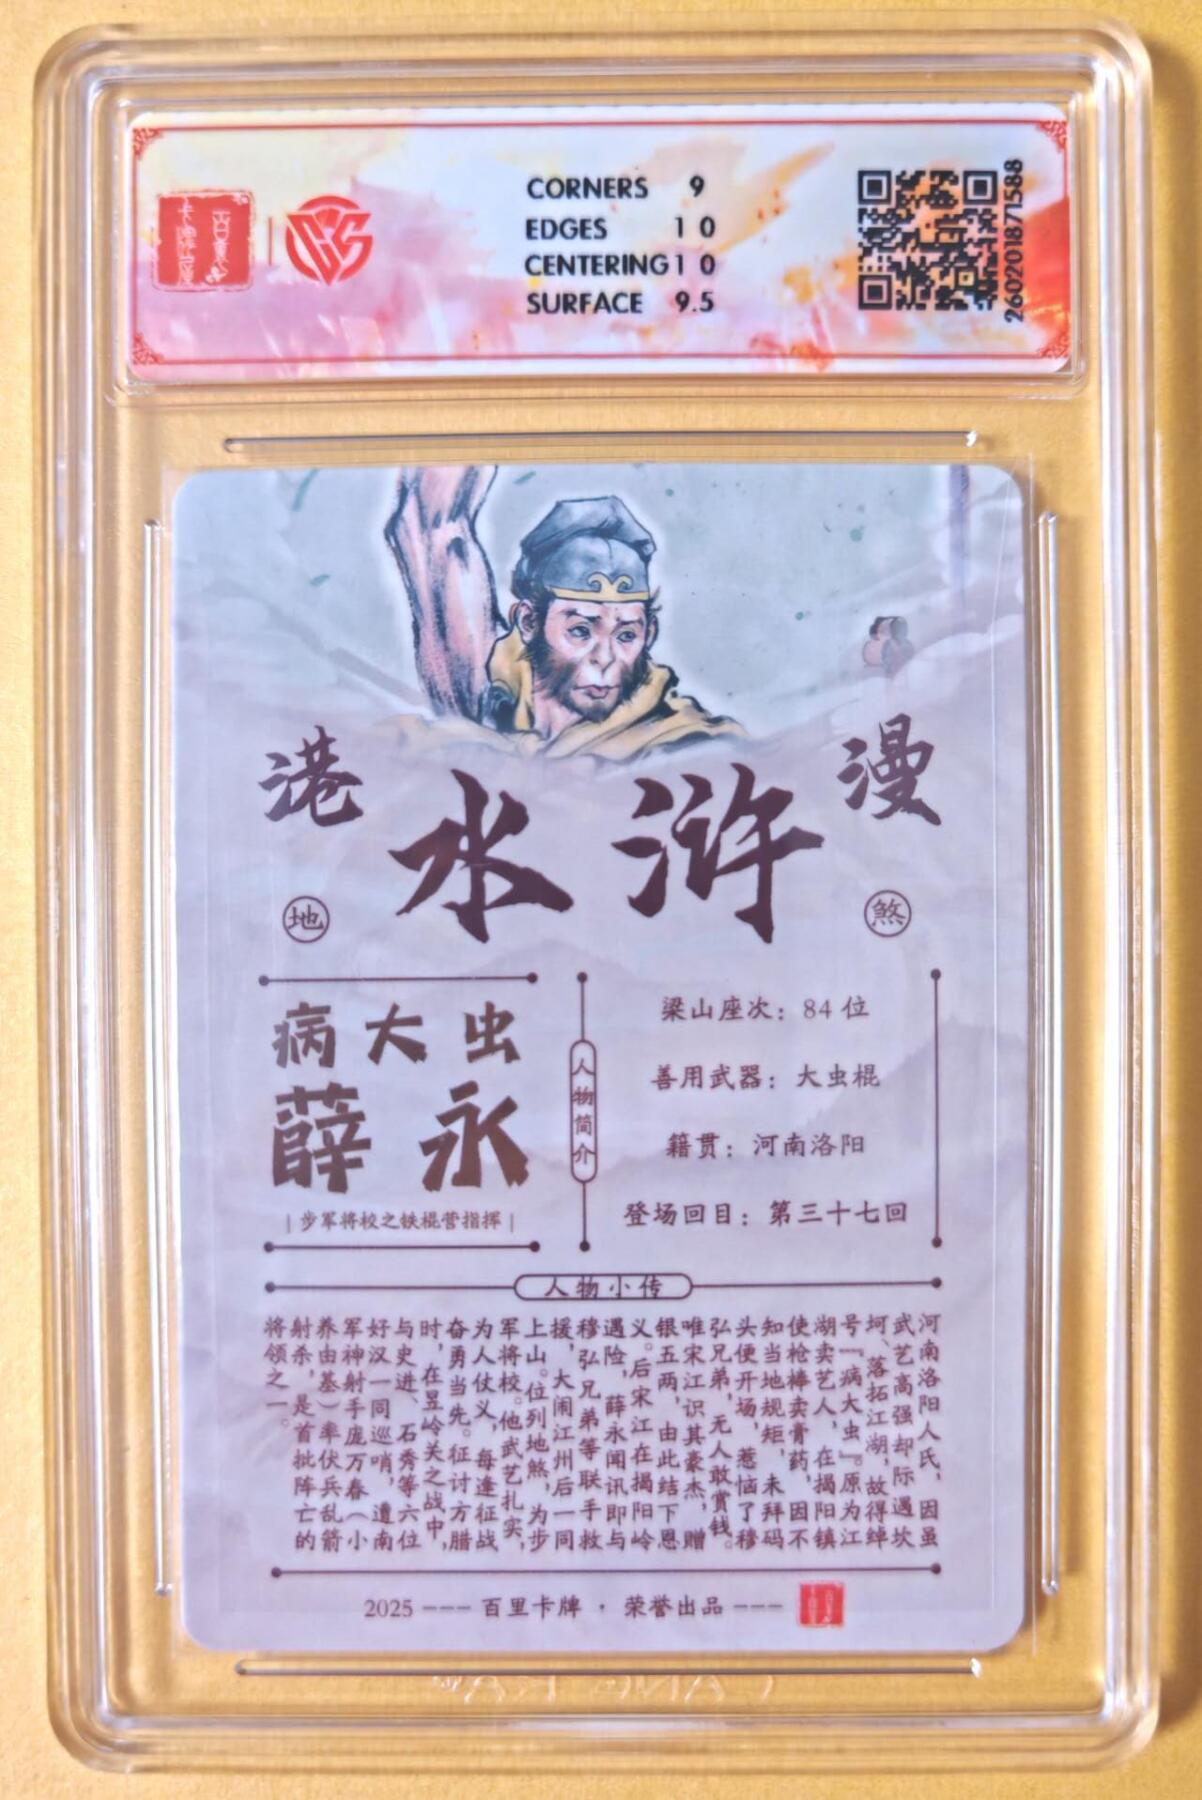 CORNERS 9
EDGES 10
CENTERING 10
SURFACE 9.5
2602018715​88
港水浒漫
地
煞
病大虫
薛永
步军将校之铁棍营指挥
人物简介
梁山座次：84 位
善用武器：大虫棍
籍贯：河南洛阳
登场回目：第三十七回
人物小传
河南洛阳人氏，因虽
武艺高强却际遇坎
坷、落拓江湖，故得绰
号『病大虫』。原为江
湖卖艺人，在揭阳镇
使枪棒卖膏药，因不
知当地规矩，未拜码
头便开场，惹恼了穆
弘兄弟，无人敢赏钱。
唯宋江识其豪杰，赠
银五两，由此结下恩
义。后宋江在揭阳岭
遇险，薛永闻讯即与
穆弘兄弟等联手救
援，大闹江州后一同
上山。位列地煞，为步
军将校。他武艺扎实，
为人仗义，每逢征战
奋勇当先。征讨方腊
时，在昱岭关之战中，
与史进、石秀等六位
好汉一同巡哨，遭南
军神射手庞万春（小
养由基）率伏兵乱箭
射杀，是首批阵亡的
将领之一。
2025 --- 百里卡牌 · 荣誉出品 ---